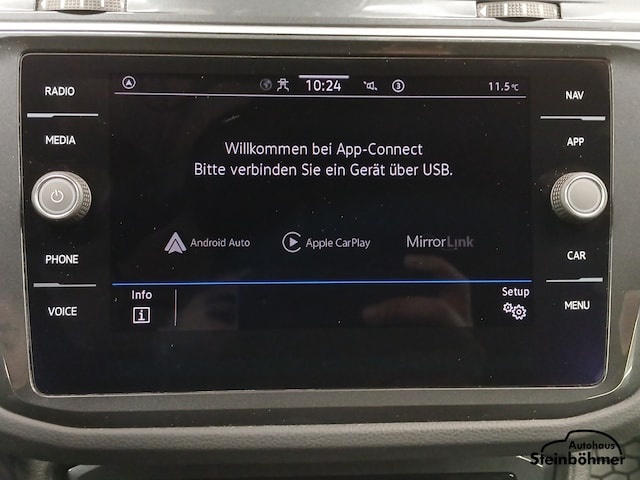 RADIO
MEDIA
PHONE
VOICE
10:24
3
11.5°C
Willkommen bei App-Connect
Bitte verbinden Sie ein Gerät über USB.
Android Auto
Apple CarPlay
MirrorLink
Info
i
Setup
NAV
APP
CAR
MENU
Autohaus
Steinböhmer